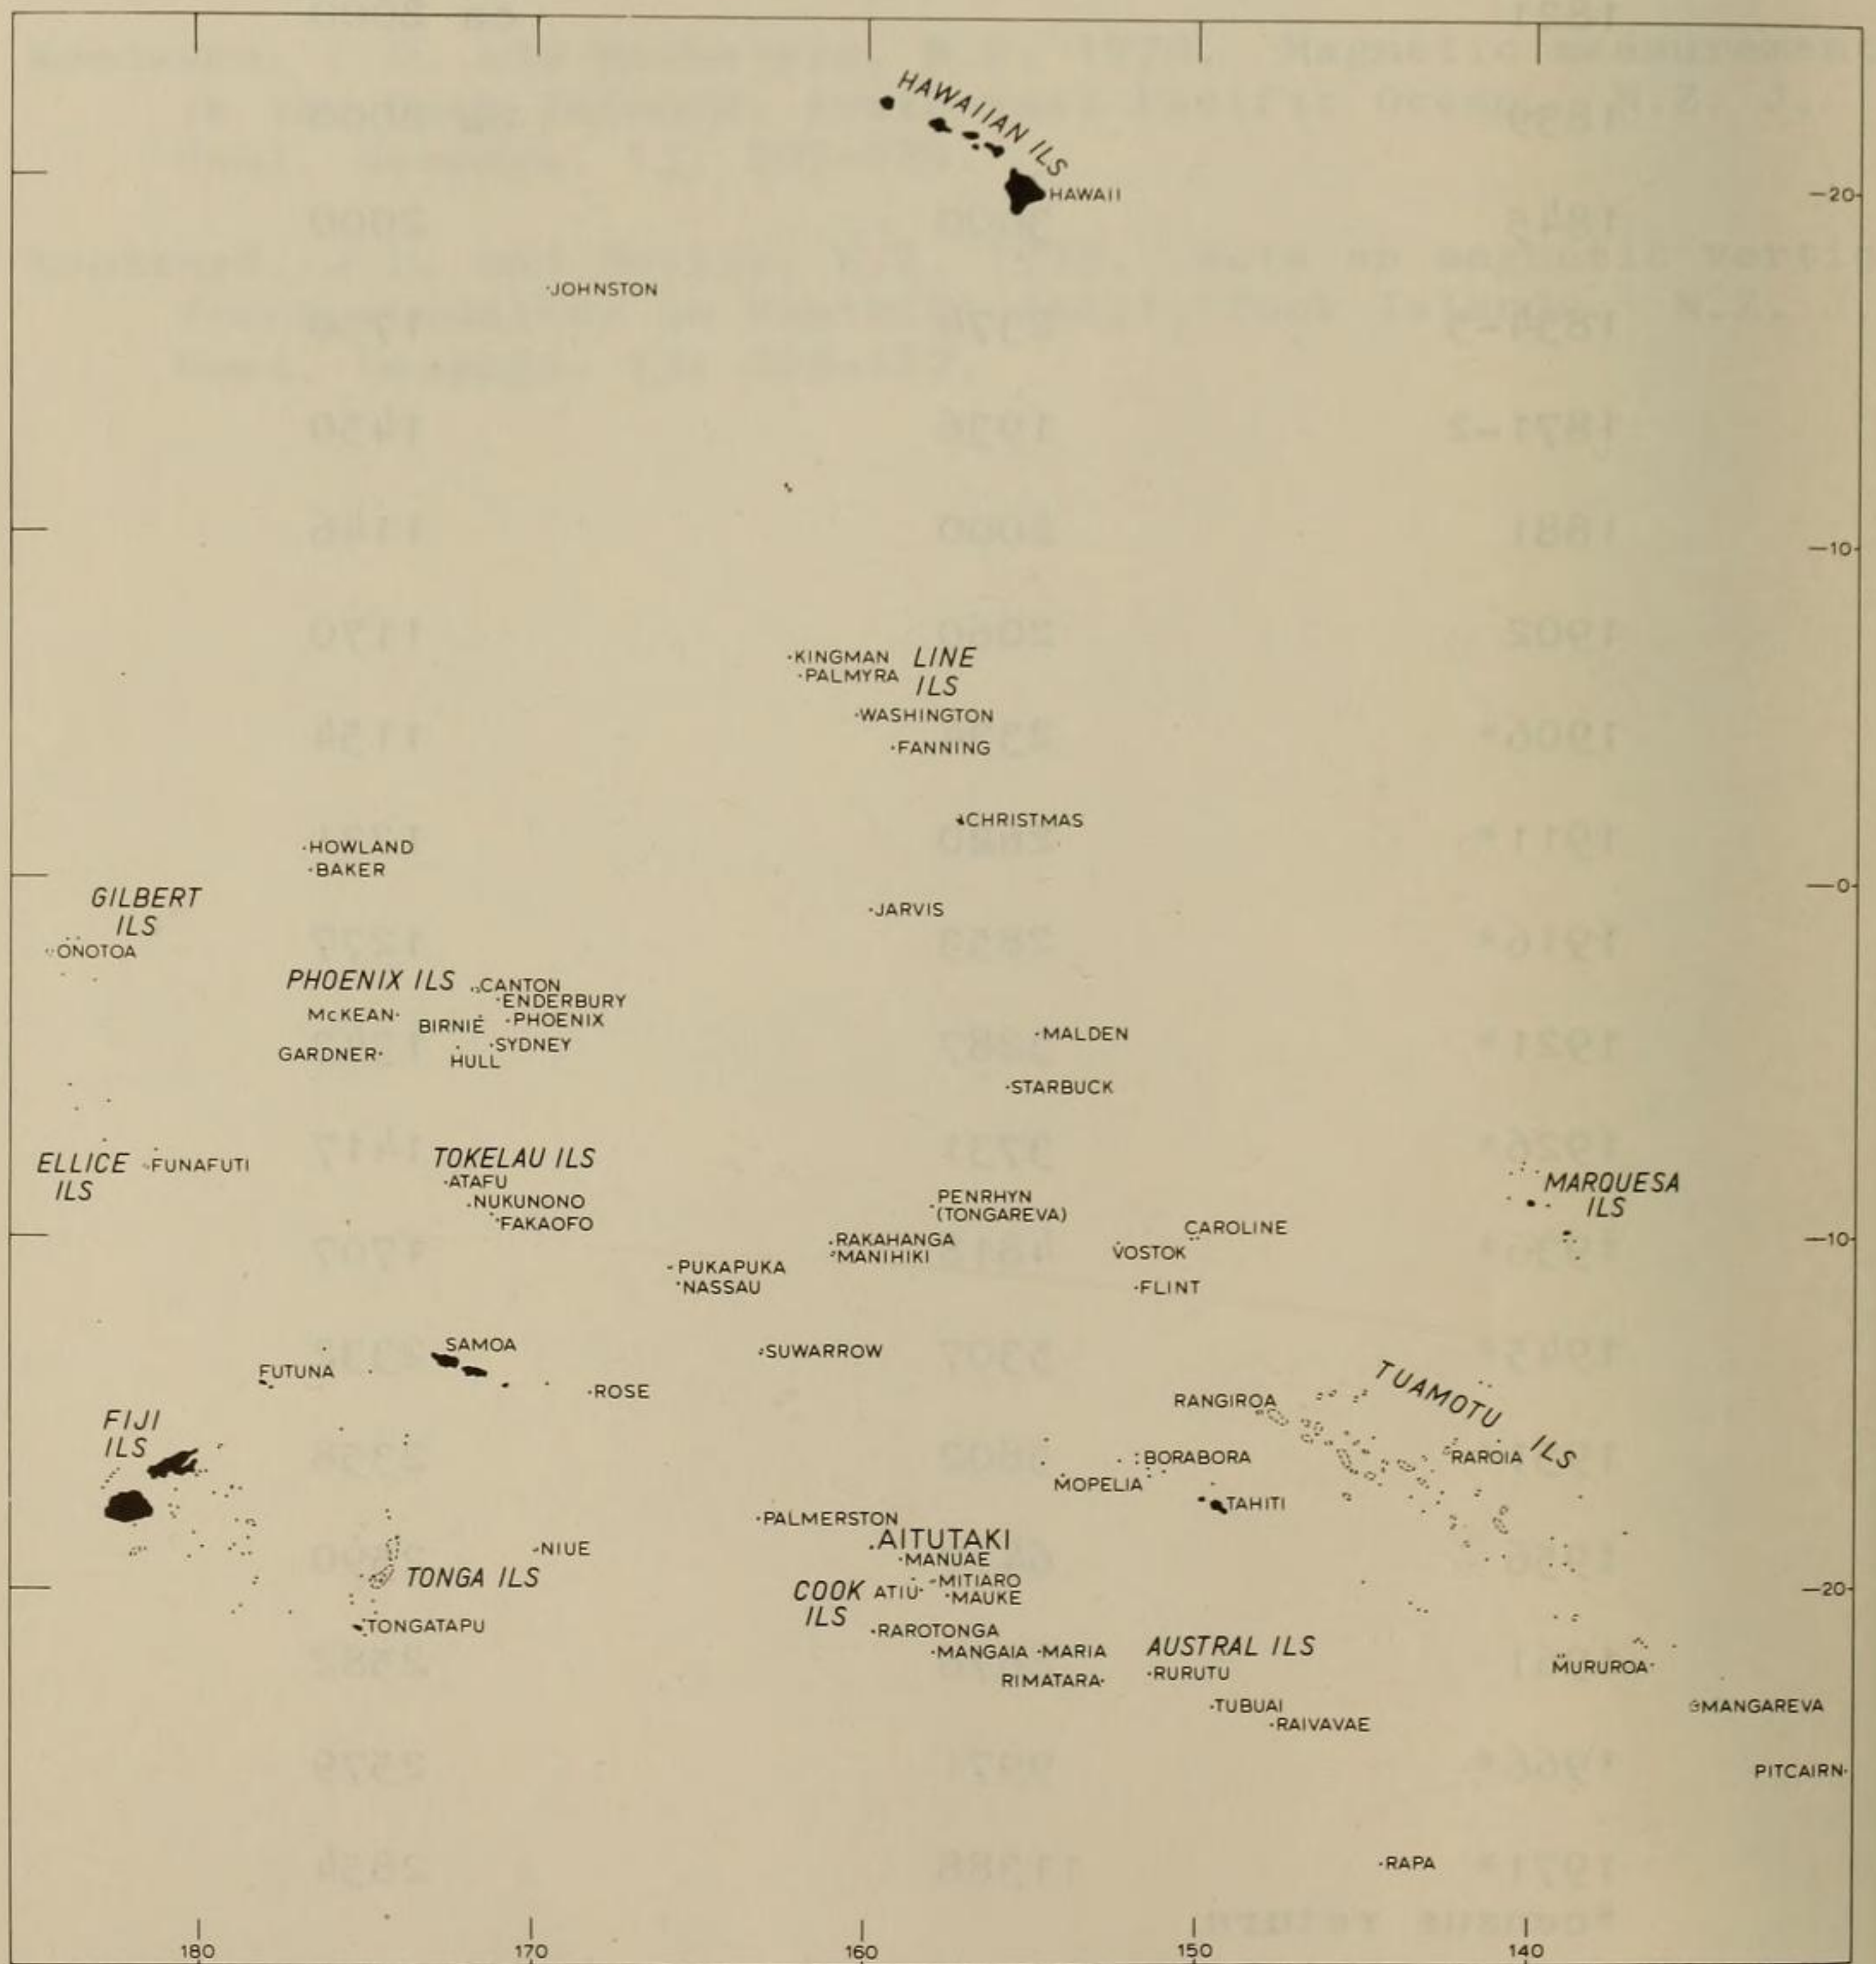 HAWAIIAN ILS
HAWAII
—20
·JOHNSTON
—10
·KINGMAN
·PALMYRA
LINE
ILS
·WASHINGTON
·FANNING
CHRISTMAS
·HOWLAND
·BAKER
—0
GILBERT
ILS
·JARVIS
ONOTOA
PHOENIX ILS
CANTON
·ENDERBURY
McKEAN·
BIRNIE
·PHOENIX
·SYDNEY
GARDNER·
HULL
·MALDEN
·STARBUCK
ELLICE
ILS
FUNAFUTI
TOKELAU ILS
·ATAFU
·NUKUNONO
·FAKAOFO
MARQUESA
ILS
PENRHYN
(TONGAREVA)
CAROLINE
·RAKAHANGA
·MANIHIKI
VOSTOK
—10
·PUKAPUKA
·NASSAU
·FLINT
SAMOA
·SUWARROW
FUTUNA
·ROSE
TUAMOTU ILS
RANGIROA
FIJI
ILS
·BORABORA
RAROIA
MOPELIA
TAHITI
·PALMERSTON
.AITUTAKI
·NIUE
·MANUAE
TONGA ILS
COOK
ILS
ATIU·
·MITIARO
·MAUKE
—20
TONGATAPU
·RAROTONGA
·MANGAIA
·MARIA
AUSTRAL ILS
RIMATARA·
·RURUTU
MURUROA·
·TUBUAI
·RAIVAVAE
MANGAREVA
PITCAIRN·
·RAPA
180
170
160
150
140